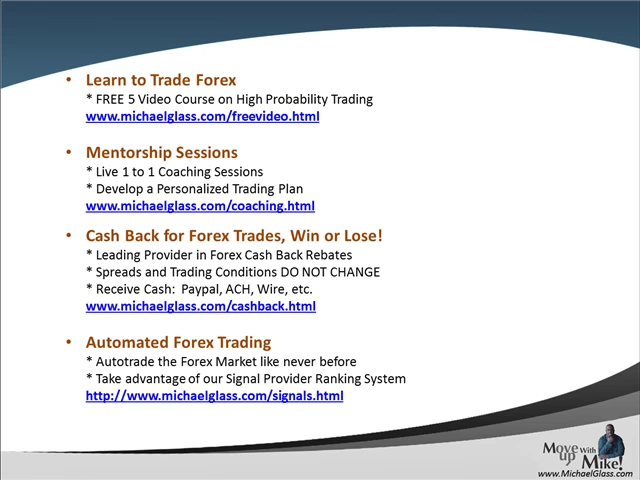 • Learn to Trade Forex
* FREE 5 Video Course on High Probability Trading
www.michaelglass.com/freevideo.html
• Mentorship Sessions
* Live 1 to 1 Coaching Sessions
* Develop a Personalized Trading Plan
www.michaelglass.com/coaching.html
• Cash Back for Forex Trades, Win or Lose!
* Leading Provider in Forex Cash Back Rebates
* Spreads and Trading Conditions DO NOT CHANGE
* Receive Cash: Paypal, ACH, Wire, etc.
www.michaelglass.com/cashback.html
• Automated Forex Trading
* Autotrade the Forex Market like never before
* Take advantage of our Signal Provider Ranking System
http://www.michaelglass.com/signals.html
Move up With Mike!
www.MichaelGlass.com